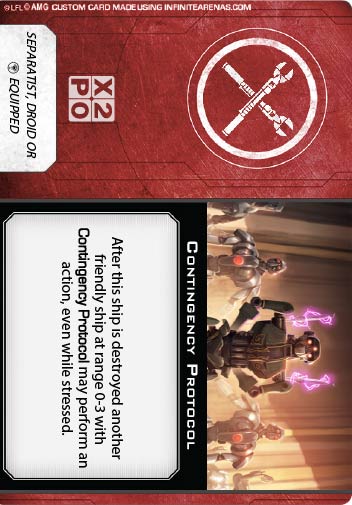 © LFL © AMG CUSTOM CARD MADE USING INFINITEARENAS.COM
SEPARATIST, DROID OR
EQUIPPED
X2
PO
CONTINGENCY PROTOCOL
After this ship is destroyed another
friendly ship at range 0-3 with
Contingency Protocol may perform an
action, even while stressed.